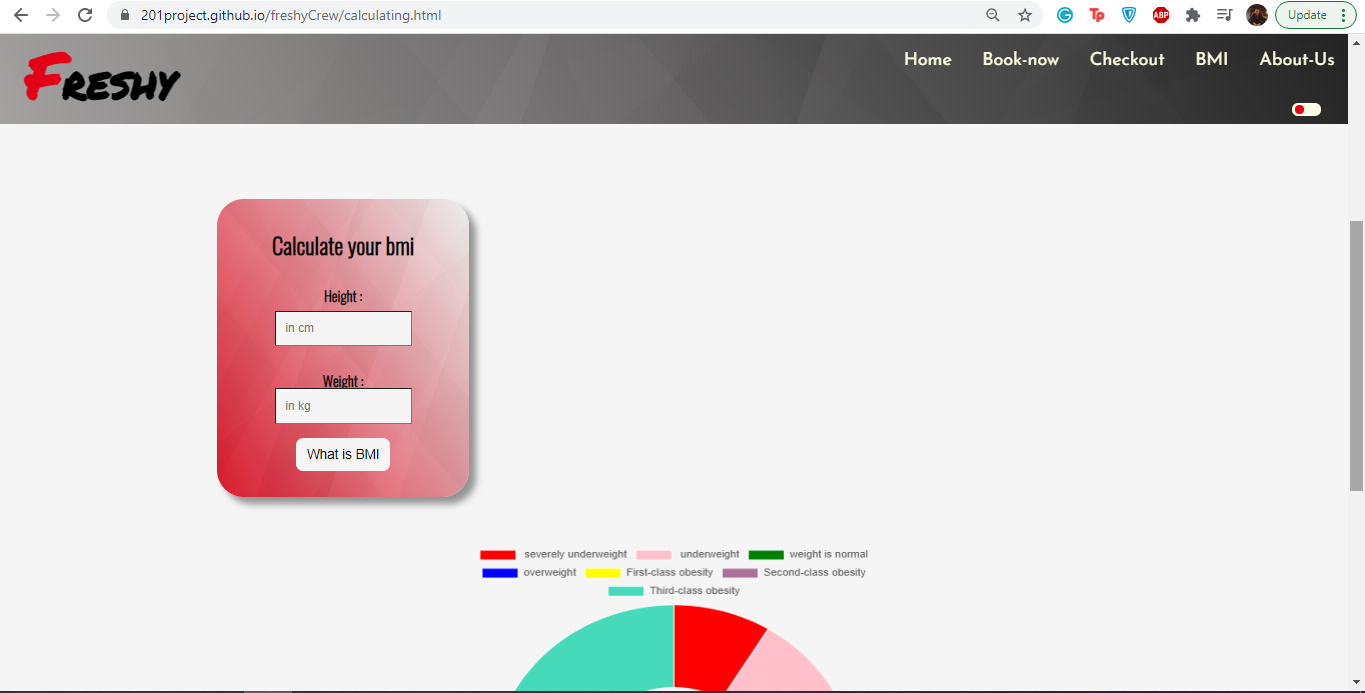 201project.github.io/freshyCrew/calculating.html
Tp
ABP
Update
FRESHY
Home Book-now Checkout BMI About-Us
Calculate your bmi
Height :
in cm
Weight :
in kg
What is BMI
severely underweight underweight weight is normal
overweight First-class obesity Second-class obesity
Third-class obesity